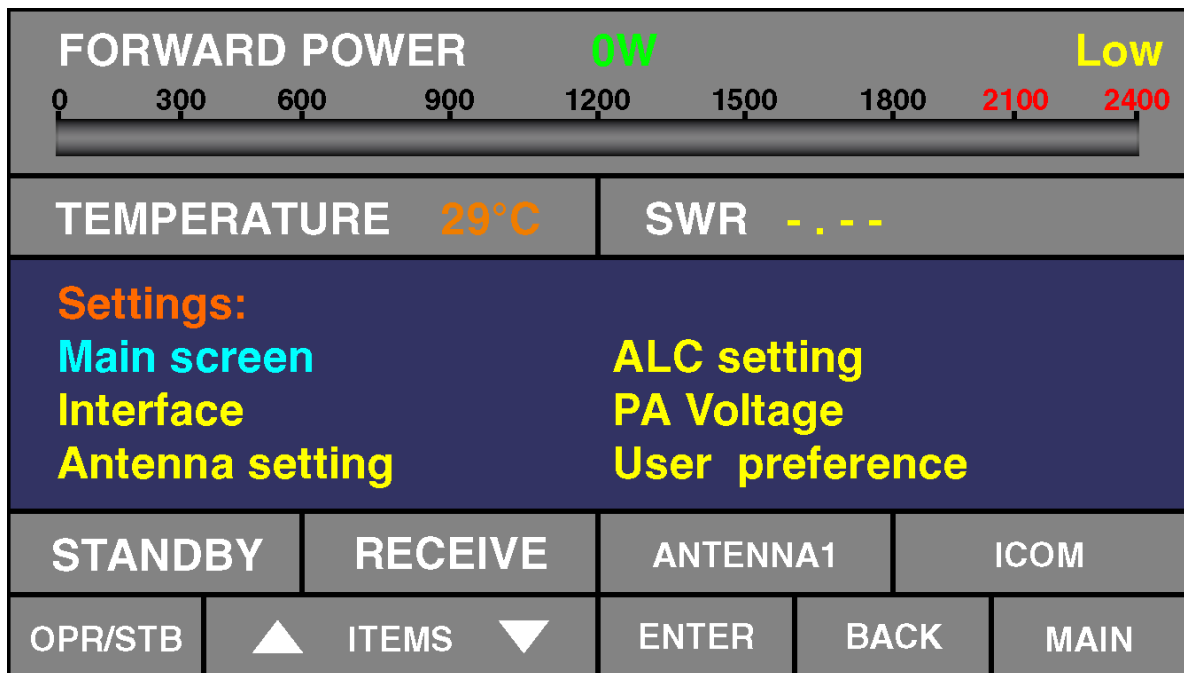 FORWARD POWER 0W Low
0 300 600 900 1200 1500 1800 2100 2400
TEMPERATURE 29°C SWR -.--
Settings:
Main screen ALC setting
Interface PA Voltage
Antenna setting User preference
STANDBY RECEIVE ANTENNA1 ICOM
OPR/STB ▲ ITEMS ▼ ENTER BACK MAIN